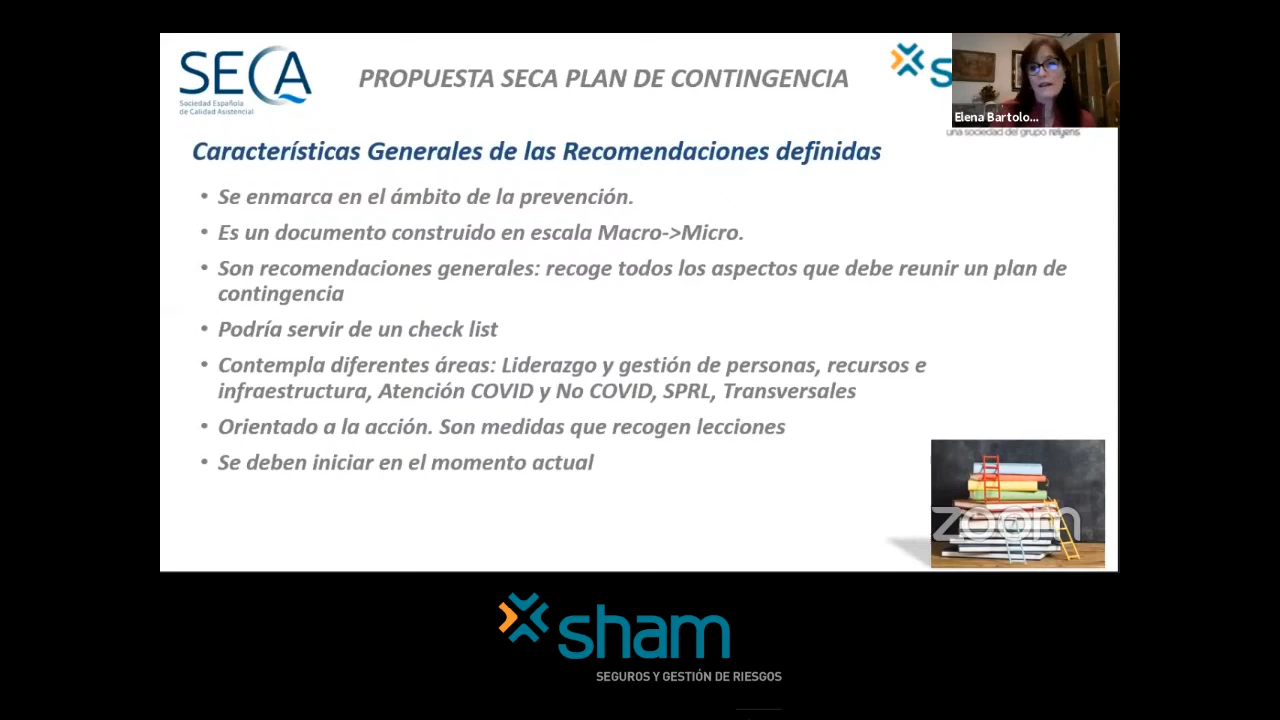 SECA
Sociedad Española
de Calidad Asistencial
PROPUESTA SECA PLAN DE CONTINGENCIA
s
Elena Bartolo...
una sociedad del grupo relyens
Características Generales de las Recomendaciones definidas
• Se enmarca en el ámbito de la prevención.
• Es un documento construido en escala Macro->Micro.
• Son recomendaciones generales: recoge todos los aspectos que debe reunir un plan de
contingencia
• Podría servir de un check list
• Contempla diferentes áreas: Liderazgo y gestión de personas, recursos e
infraestructura, Atención COVID y No COVID, SPRL, Transversales
• Orientado a la acción. Son medidas que recogen lecciones
• Se deben iniciar en el momento actual
zoom
sham
SEGUROS Y GESTIÓN DE RIESGOS